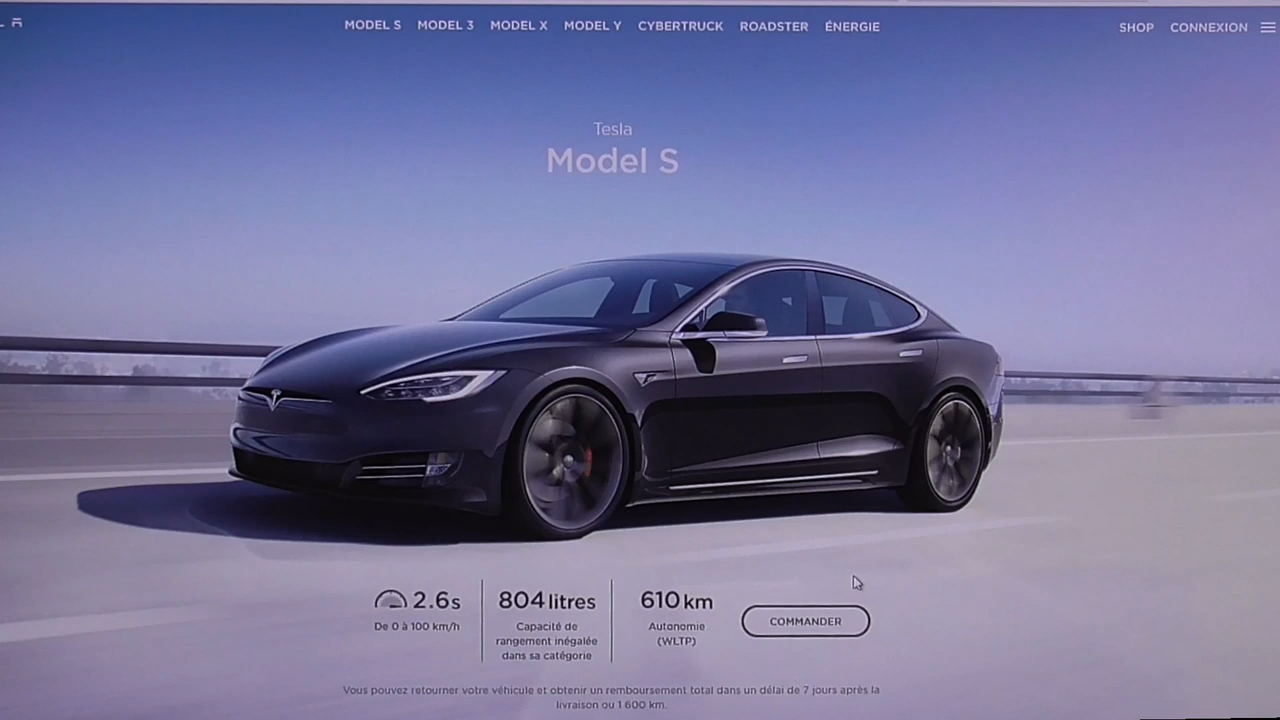 MODEL S MODEL 3 MODEL X MODEL Y CYBERTRUCK ROADSTER ÉNERGIE SHOP CONNEXION
Tesla
Model S
2.6s
De 0 à 100 km/h
804 litres
Capacité de
rangement inégalée
dans sa catégorie
610 km
Autonomie
(WLTP)
COMMANDER
Vous pouvez retourner votre véhicule et obtenir un remboursement total dans un délai de 7 jours après la
livraison ou 1 600 km.